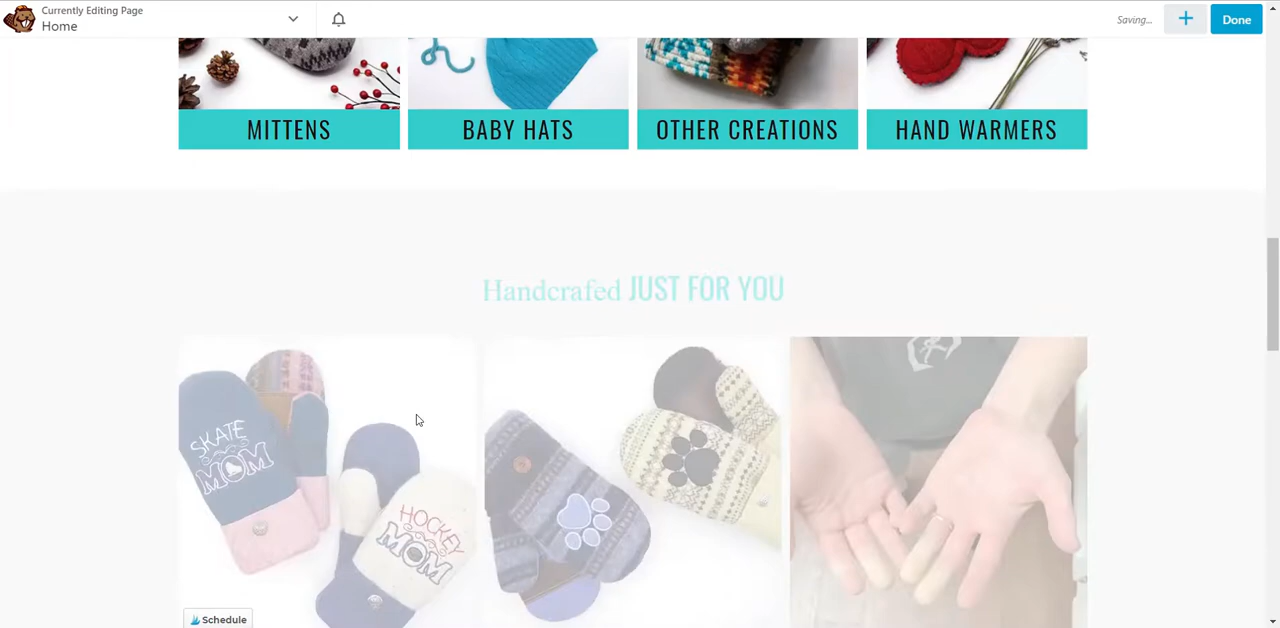 Currently Editing Page
Home
Saving...
Done
MITTENS
BABY HATS
OTHER CREATIONS
HAND WARMERS
Handcrafed JUST FOR YOU
SKATE
MOM
HOCKEY
MOM
Schedule